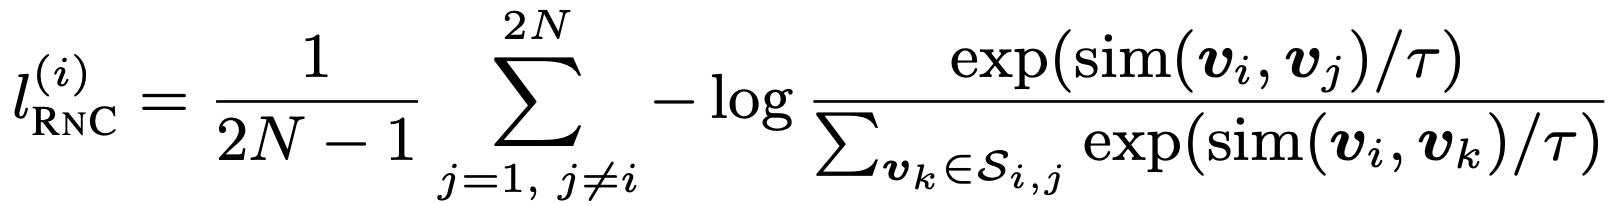 l_{RNC}^{(i)} = \frac{1}{2N - 1} \sum_{j=1, j \neq i}^{2N} - \log \frac{\exp(\text{sim}(\boldsymbol{v}_i, \boldsymbol{v}_j)/\tau)}{\sum_{\boldsymbol{v}_k \in \mathcal{S}_{i,j}} \exp(\text{sim}(\boldsymbol{v}_i, \boldsymbol{v}_k)/\tau)}